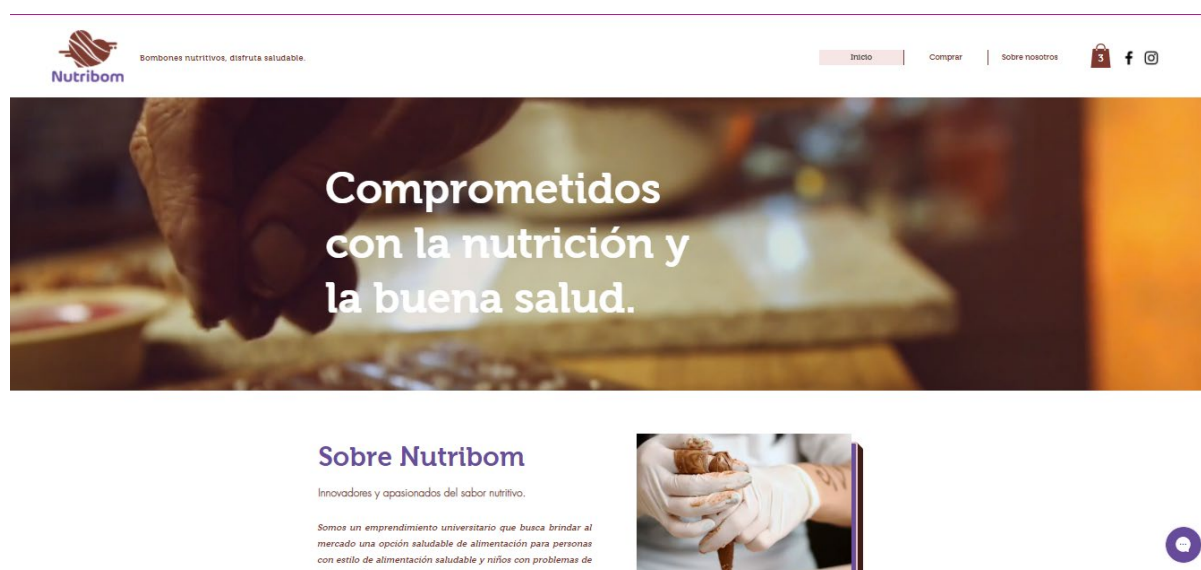 Nutribom
Bombones nutritivos, disfruta saludable.
Inicio
Comprar
Sobre nosotros
3
Comprometidos
con la nutrición y
la buena salud.
Sobre Nutribom
Innovadores y apasionados del sabor nutritivo.
Somos un emprendimiento universitario que busca brindar al
mercado una opción saludable de alimentación para personas
con estilo de alimentación saludable y niños con problemas de